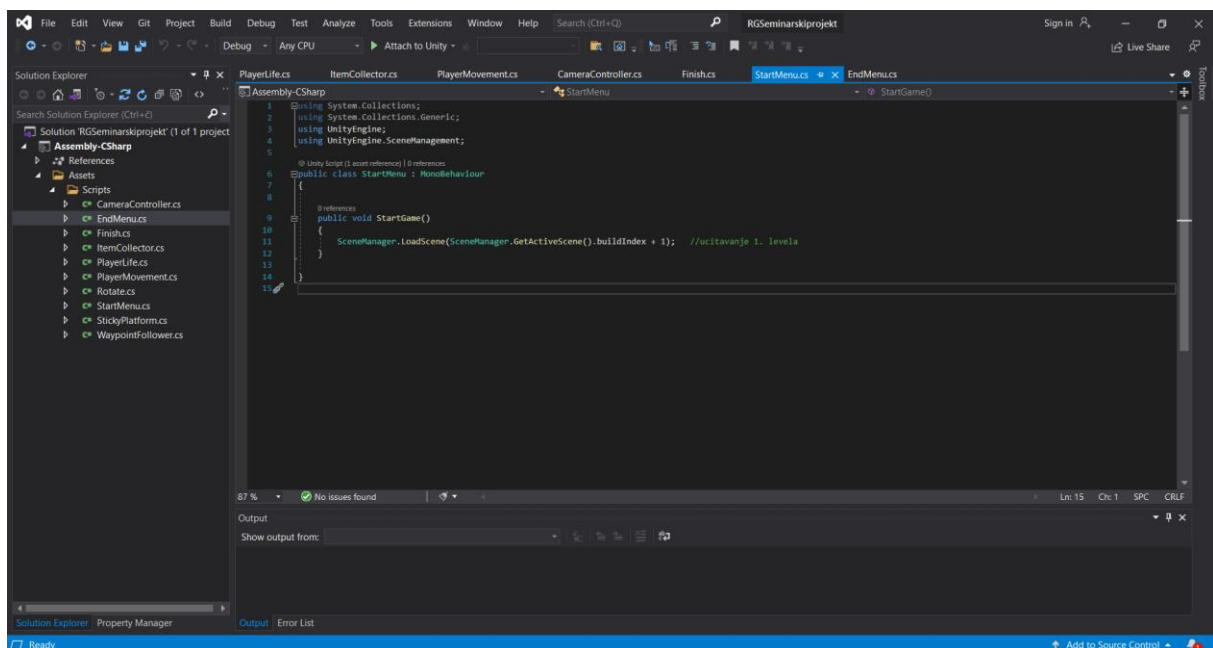 File Edit View Git Project Build Debug Test Analyze Tools Extensions Window Help Search (Ctrl+Q) RGSeminarskiprojekt Sign in
Debug Any CPU Attach to Unity Live Share
Solution Explorer
Search Solution Explorer (Ctrl+č)
Solution 'RGSeminarskiprojekt' (1 of 1 project
Assembly-CSharp
References
Assets
Scripts
C# CameraController.cs
C# EndMenu.cs
C# Finish.cs
C# ItemCollector.cs
C# PlayerLife.cs
C# PlayerMovement.cs
C# Rotate.cs
C# StartMenu.cs
C# StickyPlatform.cs
C# WaypointFollower.cs
Solution Explorer Property Manager
PlayerLife.cs ItemCollector.cs PlayerMovement.cs CameraController.cs Finish.cs StartMenu.cs EndMenu.cs
Assembly-CSharp StartMenu StartGame()
1 using System.Collections;
2 using System.Collections.Generic;
3 using UnityEngine;
4 using UnityEngine.SceneManagement;
5
Unity Script (1 asset reference) | 0 references
6 public class StartMenu : MonoBehaviour
7 {
8
0 references
9 public void StartGame()
10 {
11 SceneManager.LoadScene(SceneManager.GetActiveScene().buildIndex + 1); //ucitavanje 1. levela
12 }
13
14 }
15
87 % No issues found Ln: 15 Ch: 1 SPC CRLF
Output
Show output from:
Output Error List
Toolbox
Ready Add to Source Control